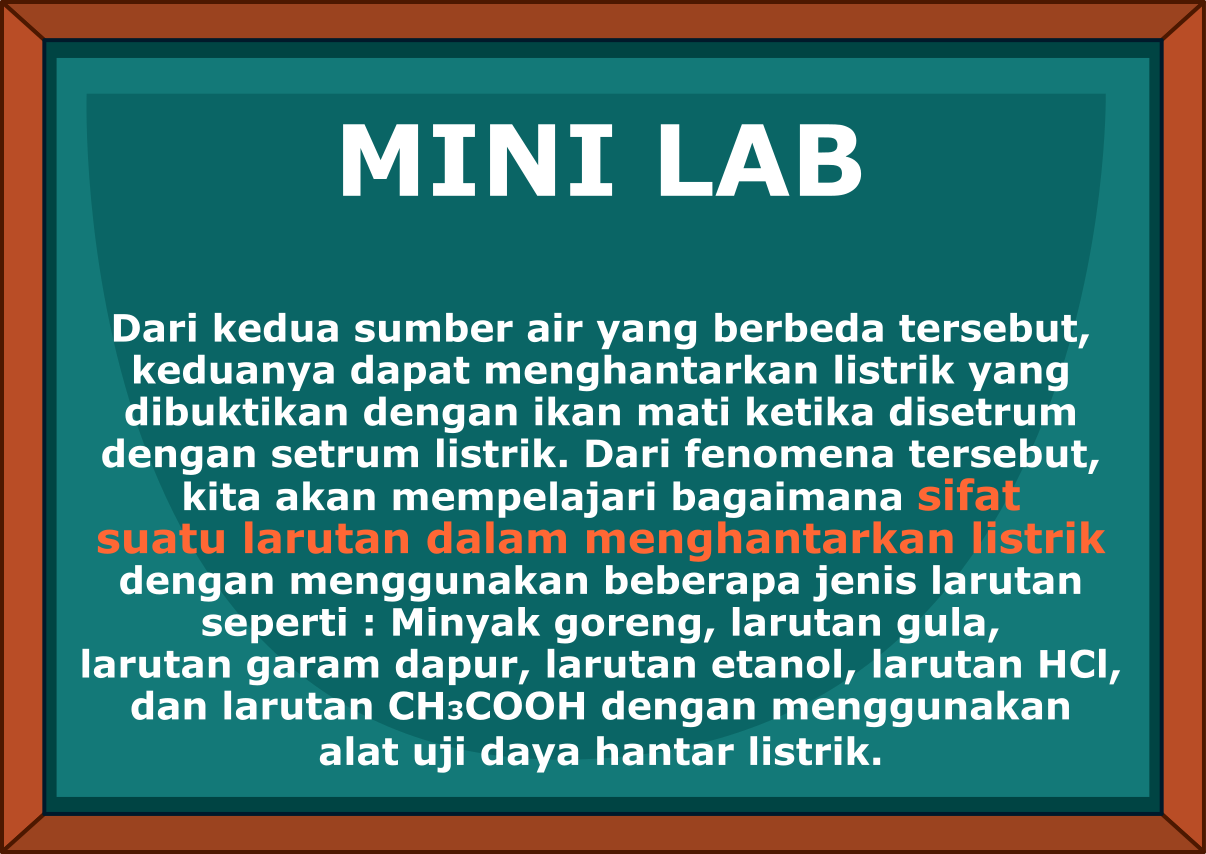 MINI LAB
Dari kedua sumber air yang berbeda tersebut,
keduanya dapat menghantarkan listrik yang
dibuktikan dengan ikan mati ketika disetrum
dengan setrum listrik. Dari fenomena tersebut,
kita akan mempelajari bagaimana sifat
suatu larutan dalam menghantarkan listrik
dengan menggunakan beberapa jenis larutan
seperti : Minyak goreng, larutan gula,
larutan garam dapur, larutan etanol, larutan HCl,
dan larutan CH₃COOH dengan menggunakan
alat uji daya hantar listrik.